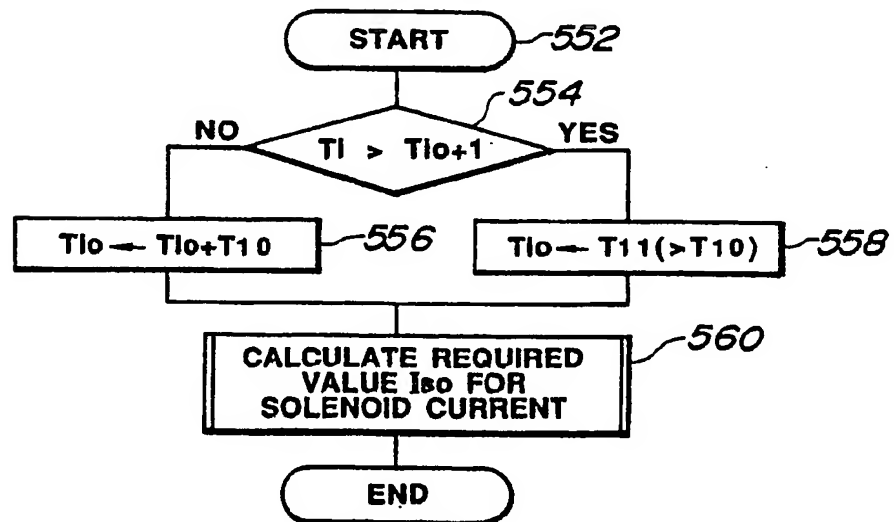 START
552
554
NO
YES
Ti > Tio+1
Tio ← Tio+T10
556
Tio ← T11(>T10)
558
CALCULATE REQUIRED
VALUE Iso FOR
SOLENOID CURRENT
560
END